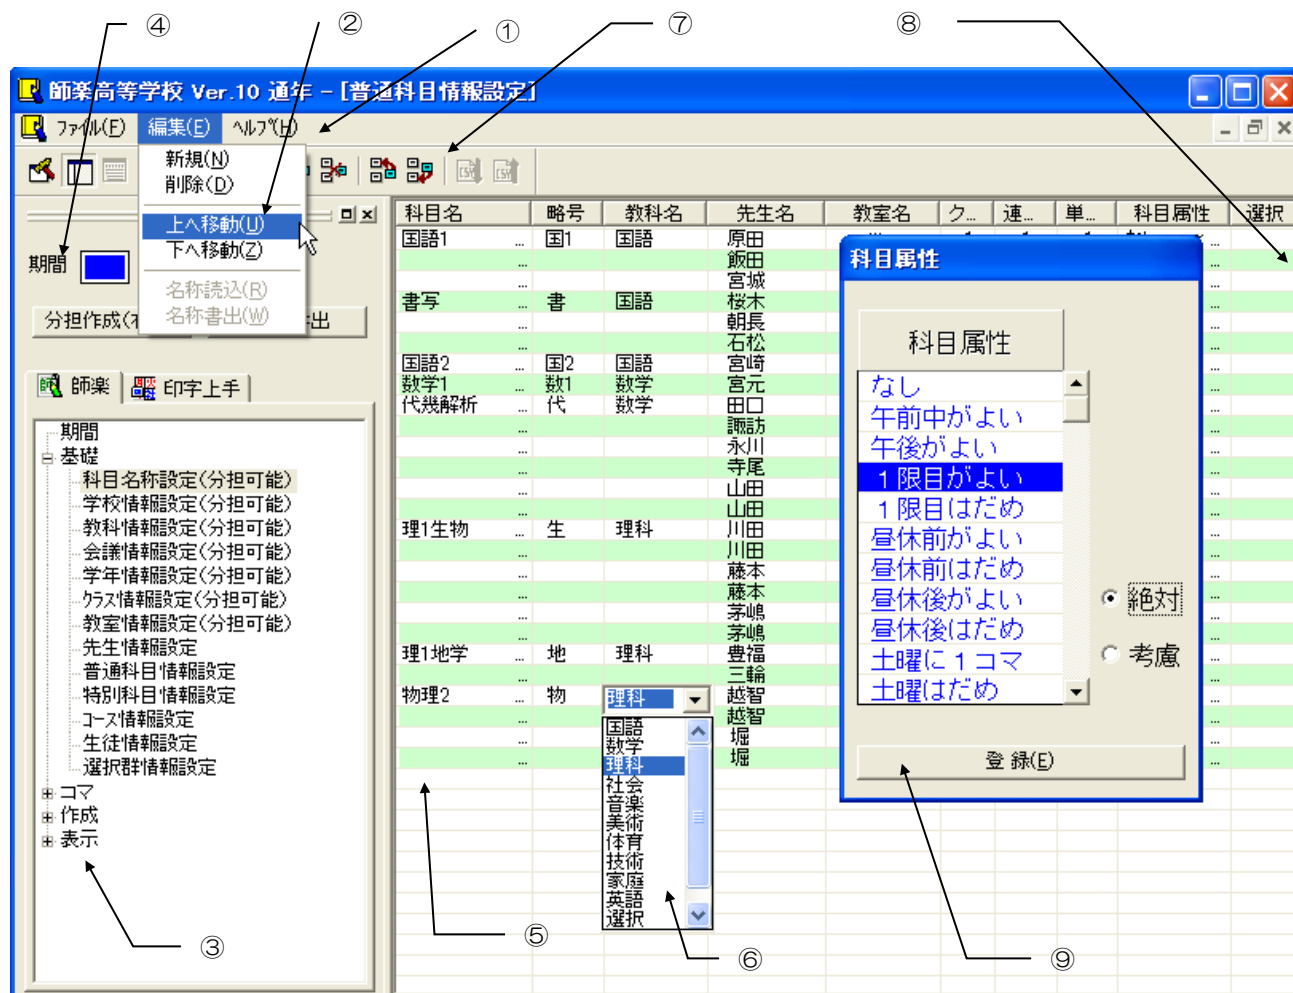 ④ ② ① ⑦ ⑧
師楽高等学校 Ver.10 通年 - [普通科目情報設定]
ファイル(F) 編集(E) ヘルプ(H)
新規(N)
削除(D)
上へ移動(U)
下へ移動(Z)
名称読込(R)
名称書出(W)
CSV CSV
期間
分担作成(
出
師楽 印字上手
期間
基礎
科目名称設定(分担可能)
学校情報設定(分担可能)
教科情報設定(分担可能)
会議情報設定(分担可能)
学年情報設定(分担可能)
クラス情報設定(分担可能)
教室情報設定(分担可能)
先生情報設定
普通科目情報設定
特別科目情報設定
コース情報設定
生徒情報設定
選択群情報設定
コマ
作成
表示
③
科目名 略号 教科名 先生名 教室名 ク... 連... 単... 科目属性 選択
国語1 ... 国1 国語 原田
... 飯田
... 宮城
書写 ... 書 国語 桜木
... 朝長
... 石松
国語2 ... 国2 国語 宮崎
数学1 ... 数1 数学 宮元
代幾解析 ... 代 数学 田口
... 諏訪
... 永川
... 寺尾
... 山田
... 山田
理1生物 ... 生 理科 川田
... 川田
... 藤本
... 藤本
... 茅嶋
... 茅嶋
理1地学 ... 地 理科 豊福
... 三輪
物理2 ... 物 理科 越智
... 越智
... 堀
... 堀
国語
数学
理科
社会
音楽
美術
体育
技術
家庭
英語
選択
⑤
⑥
科目属性
科目属性
なし
午前中がよい
午後がよい
1限目がよい
1限目はだめ
昼休前がよい
昼休前はだめ
昼休後がよい
昼休後はだめ
土曜に1コマ
土曜はだめ
絶対
考慮
登録(E)
⑨